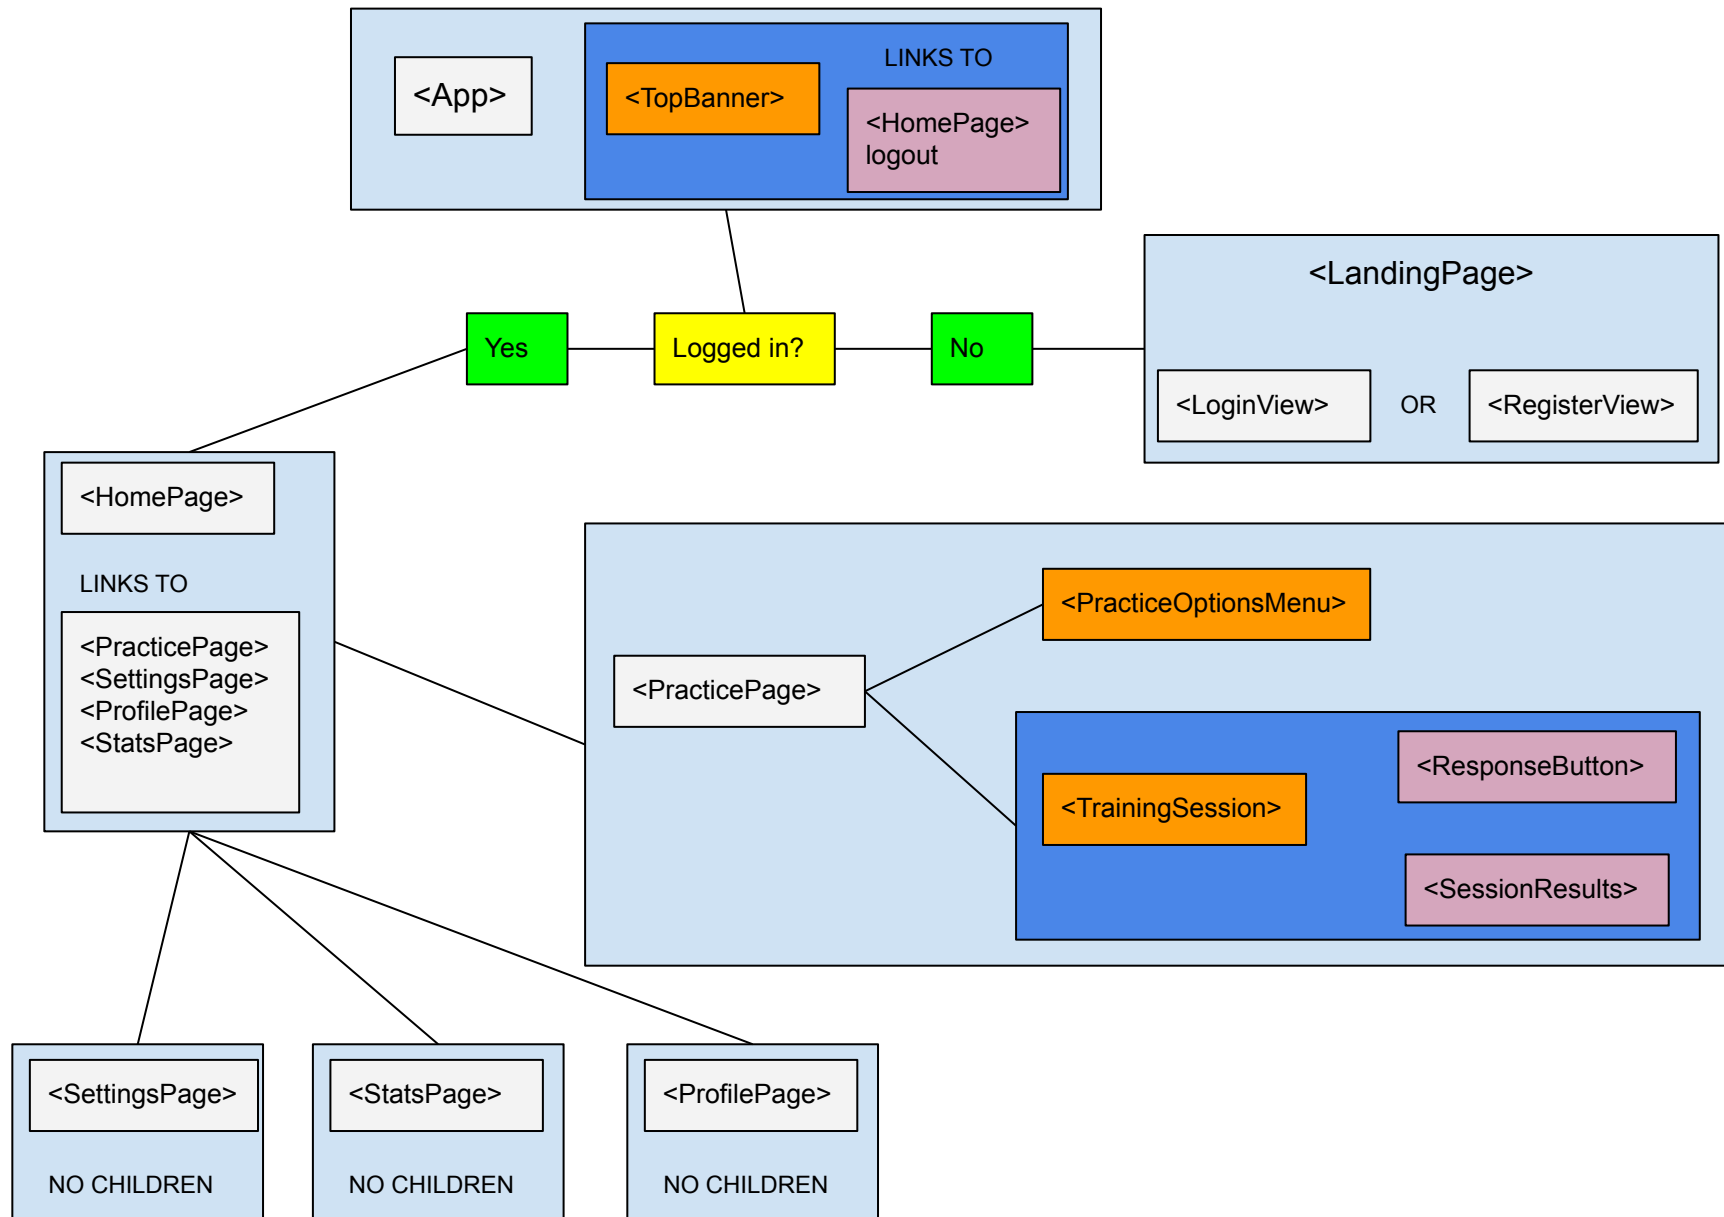 <App>
<TopBanner>
LINKS TO
<HomePage>
logout
Yes
Logged in?
No
<LandingPage>
<LoginView>
OR
<RegisterView>
<HomePage>
LINKS TO
<PracticePage>
<SettingsPage>
<ProfilePage>
<StatsPage>
<PracticePage>
<PracticeOptionsMenu>
<TrainingSession>
<ResponseButton>
<SessionResults>
<SettingsPage>
NO CHILDREN
<StatsPage>
NO CHILDREN
<ProfilePage>
NO CHILDREN